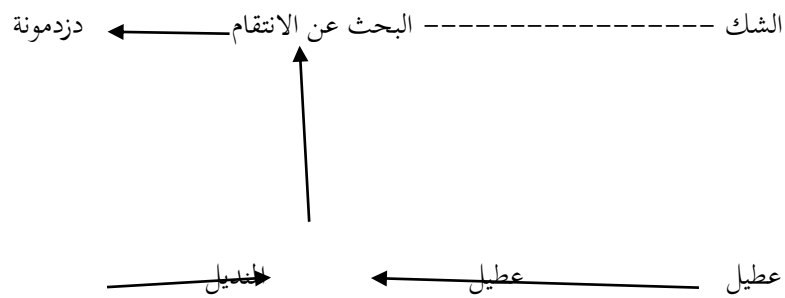 الشك ---------------- البحث عن الانتقام دزدمونة
عطيل عطيل المنديل